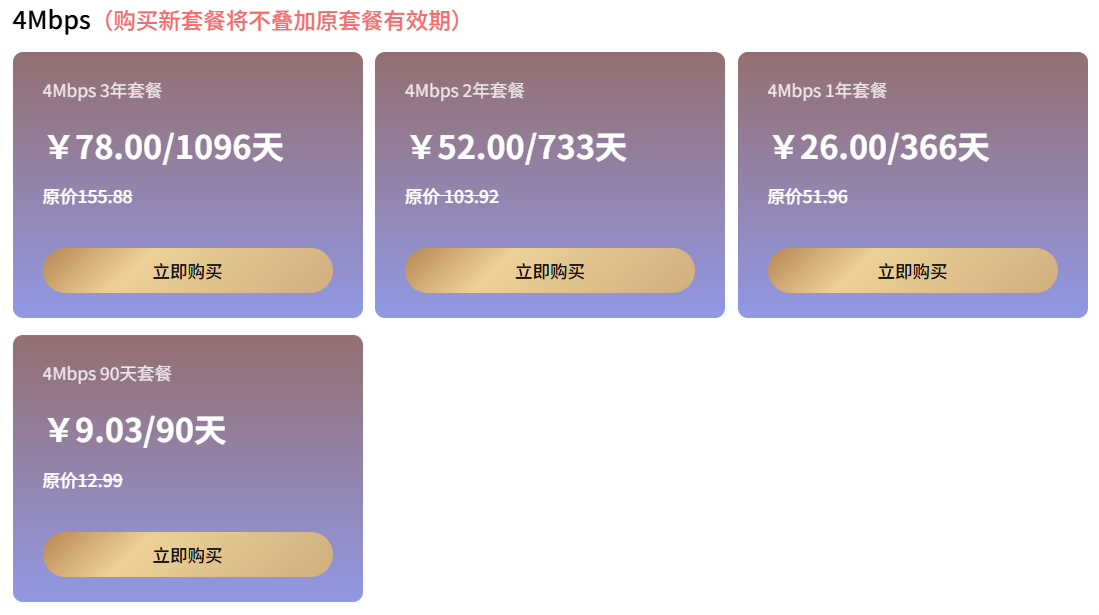 4Mbps（购买新套餐将不叠加原套餐有效期）
4Mbps 3年套餐
￥78.00/1096天
原价155.88
立即购买
4Mbps 2年套餐
￥52.00/733天
原价 103.92
立即购买
4Mbps 1年套餐
￥26.00/366天
原价51.96
立即购买
4Mbps 90天套餐
￥9.03/90天
原价12.99
立即购买